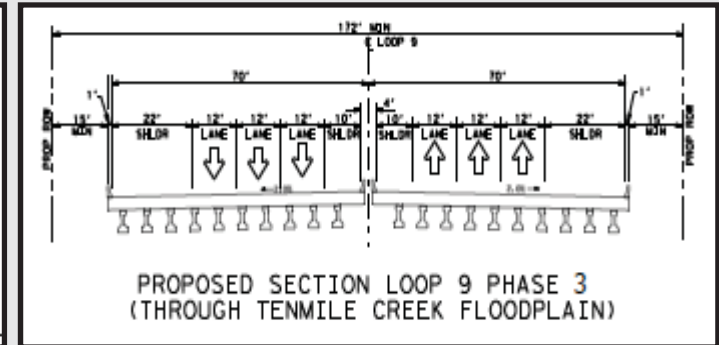 172' MIN
℄ LOOP 9
70' 70'
1' 4' 1'
15' MIN 22' SHLDR 12' LANE 12' LANE 12' LANE 10' SHLDR 10' SHLDR 12' LANE 12' LANE 12' LANE 22' SHLDR 15' MIN
PROP ROW PROP ROW
PROPOSED SECTION LOOP 9 PHASE 3
(THROUGH TENMILE CREEK FLOODPLAIN)